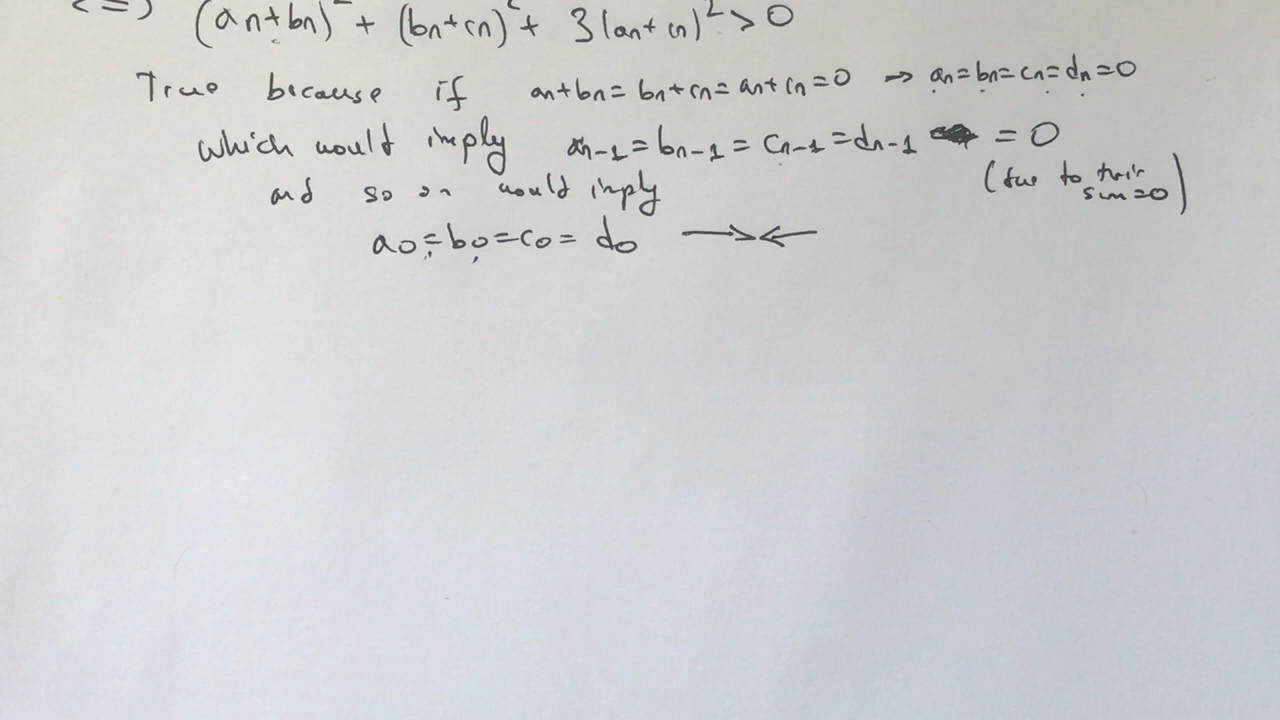 <=> (an+bn)² + (bn+cn)² + 3(an+cn)² > 0
True because if an+bn = bn+cn = an+cn = 0 → an=bn=cn=dn=0
which would imply an-1 = bn-1 = cn-1 = dn-1 = 0
(due to their sum=0)
and so on would imply
a0=b0=c0= d0 →←